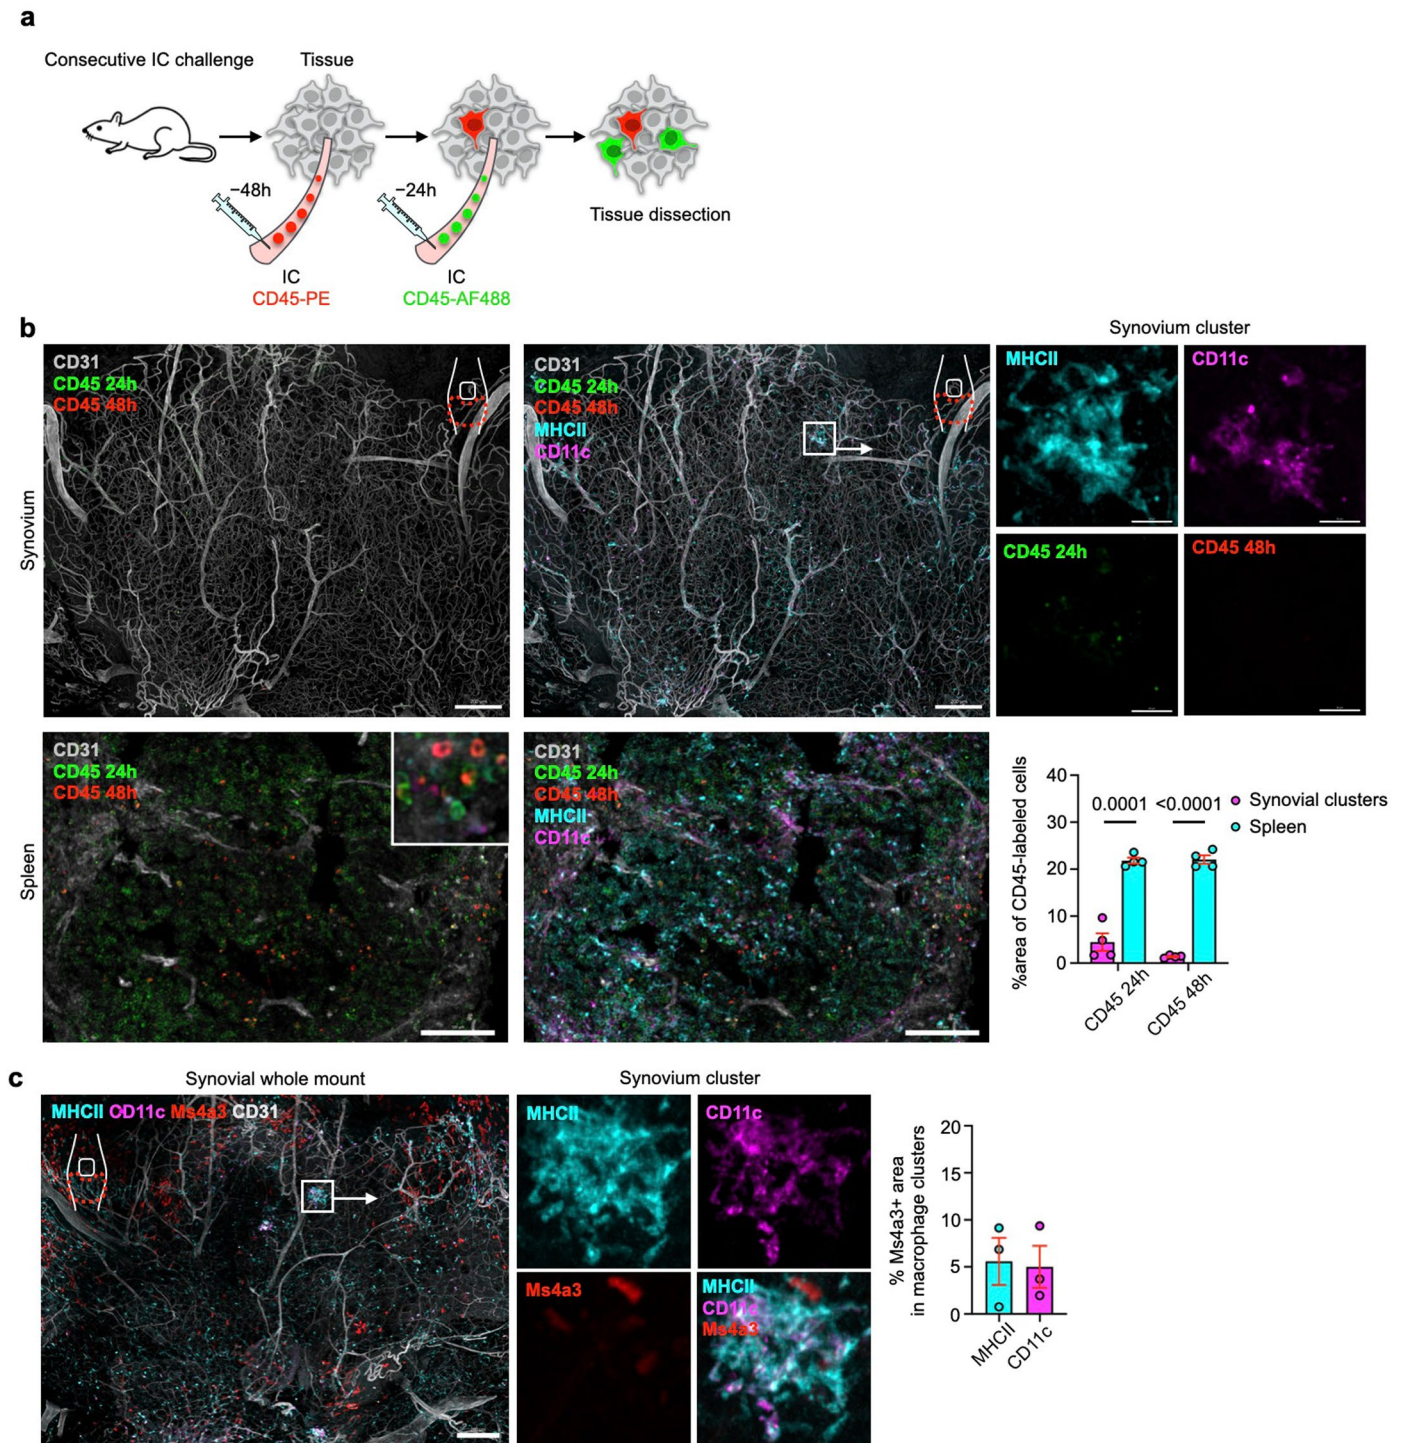 a
Consecutive IC challenge
Tissue
−48h
−24h
Tissue dissection
IC
CD45-PE
IC
CD45-AF488
b
Synovium cluster
Synovium
CD31
CD45 24h
CD45 48h
CD31
CD45 24h
CD45 48h
MHCII
CD11c
MHCII
CD11c
CD45 24h
CD45 48h
Spleen
CD31
CD45 24h
CD45 48h
CD31
CD45 24h
CD45 48h
MHCII
CD11c
%area of CD45-labeled cells
40
30
20
10
0
0.0001
<0.0001
Synovial clusters
Spleen
CD45 24h
CD45 48h
c
Synovial whole mount
Synovium cluster
MHCII CD11c Ms4a3 CD31
MHCII
CD11c
Ms4a3
MHCII
CD11c
Ms4a3
% Ms4a3+ area
in macrophage clusters
20
15
10
5
0
MHCII
CD11c